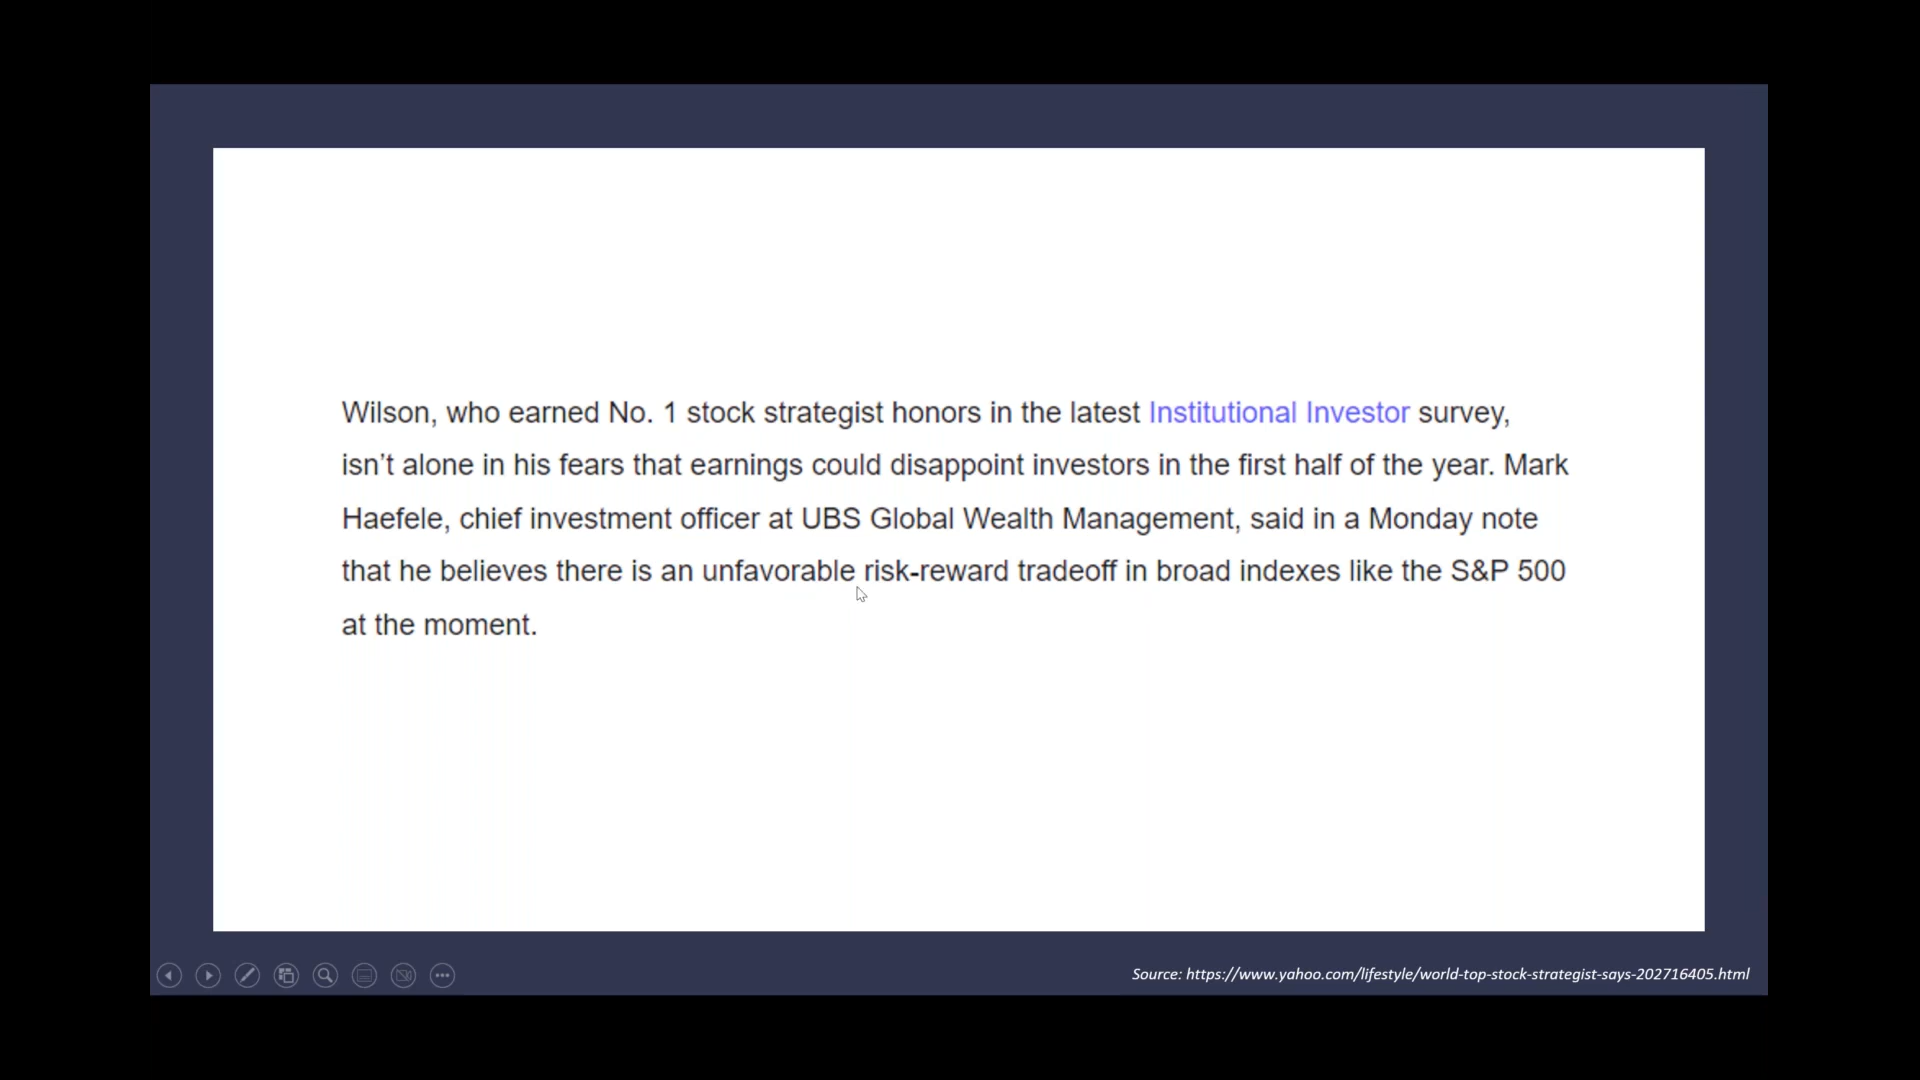 Wilson, who earned No. 1 stock strategist honors in the latest Institutional Investor survey,
isn’t alone in his fears that earnings could disappoint investors in the first half of the year. Mark
Haefele, chief investment officer at UBS Global Wealth Management, said in a Monday note
that he believes there is an unfavorable risk-reward tradeoff in broad indexes like the S&P 500
at the moment.
Source: https://www.yahoo.com/lifestyle/world-top-stock-strategist-says-202716405.html